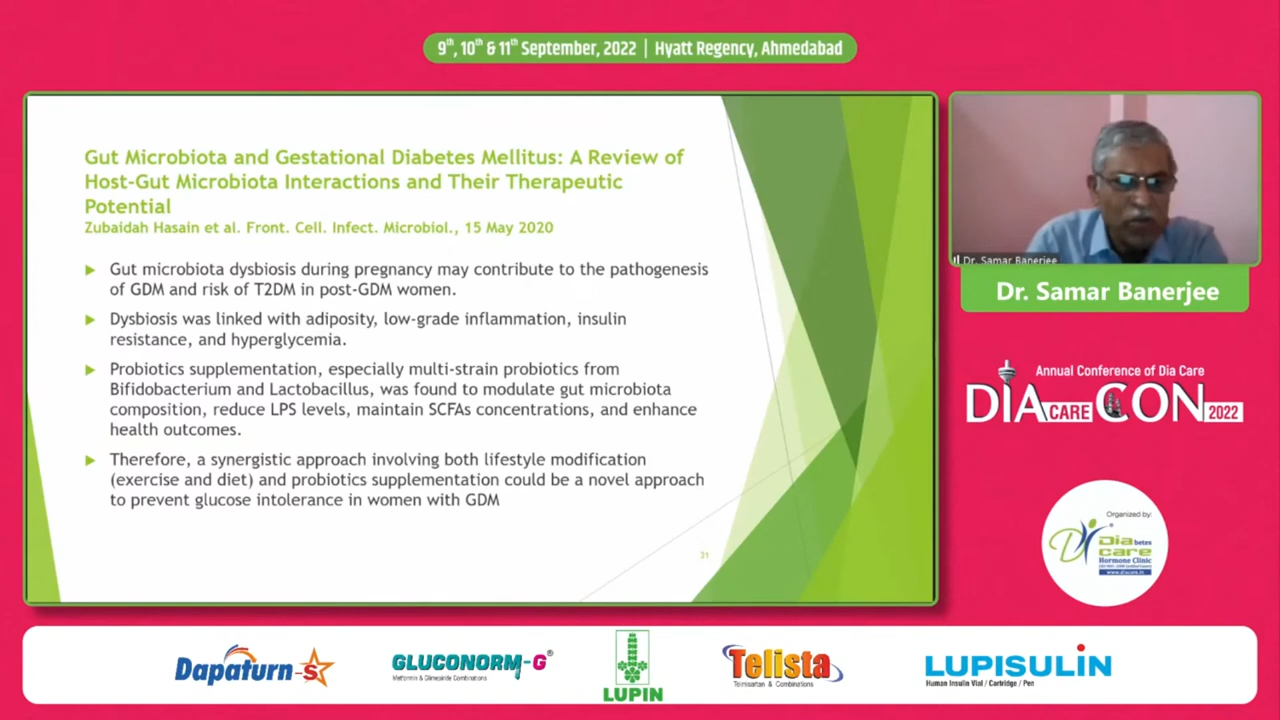 9th, 10th & 11th September, 2022 | Hyatt Regency, Ahmedabad
Gut Microbiota and Gestational Diabetes Mellitus: A Review of
Host-Gut Microbiota Interactions and Their Therapeutic
Potential
Zubaidah Hasain et al. Front. Cell. Infect. Microbiol., 15 May 2020
Gut microbiota dysbiosis during pregnancy may contribute to the pathogenesis
of GDM and risk of T2DM in post-GDM women.
Dysbiosis was linked with adiposity, low-grade inflammation, insulin
resistance, and hyperglycemia.
Probiotics supplementation, especially multi-strain probiotics from
Bifidobacterium and Lactobacillus, was found to modulate gut microbiota
composition, reduce LPS levels, maintain SCFAs concentrations, and enhance
health outcomes.
Therefore, a synergistic approach involving both lifestyle modification
(exercise and diet) and probiotics supplementation could be a novel approach
to prevent glucose intolerance in women with GDM
31
Dr. Samar Banerjee
Dr. Samar Banerjee
Annual Conference of Dia Care
DIA CARE CON 2022
Organized by:
Diabetes
care
Hormone Clinic
www.diacare.in
Dapaturn-S
GLUCONORM-G®
Metformin & Glimepiride Combinations
LUPIN
Telista
Telmisartan & Combinations
LUPISULIN
Human Insulin Vial / Cartridge / Pen